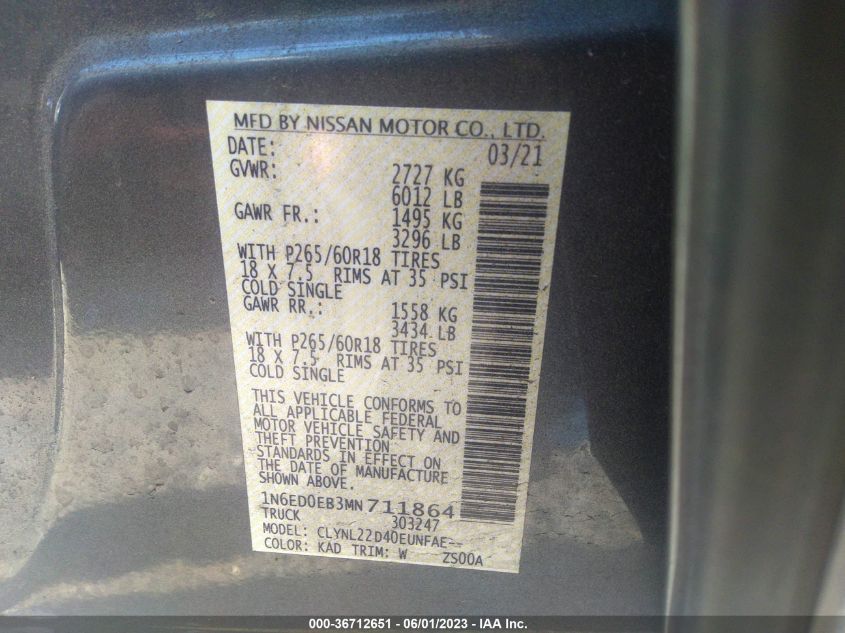 MFD BY NISSAN MOTOR CO., LTD.
DATE: 03/21
GVWR: 2727 KG
6012 LB
GAWR FR.: 1495 KG
3296 LB
WITH P265/60R18 TIRES
18 X 7.5 RIMS AT 35 PSI
COLD SINGLE
GAWR RR.: 1558 KG
3434 LB
WITH P265/60R18 TIRES
18 X 7.5 RIMS AT 35 PSI
COLD SINGLE
THIS VEHICLE CONFORMS TO
ALL APPLICABLE FEDERAL
MOTOR VEHICLE SAFETY AND
THEFT PREVENTION
STANDARDS IN EFFECT ON
THE DATE OF MANUFACTURE
SHOWN ABOVE.
1N6ED0EB3MN711864
TRUCK 303247
MODEL: CLYNL22D40EUNFAE--
COLOR: KAD TRIM: W ZS00A
000-36712651 - 06/01/2023 - IAA Inc.